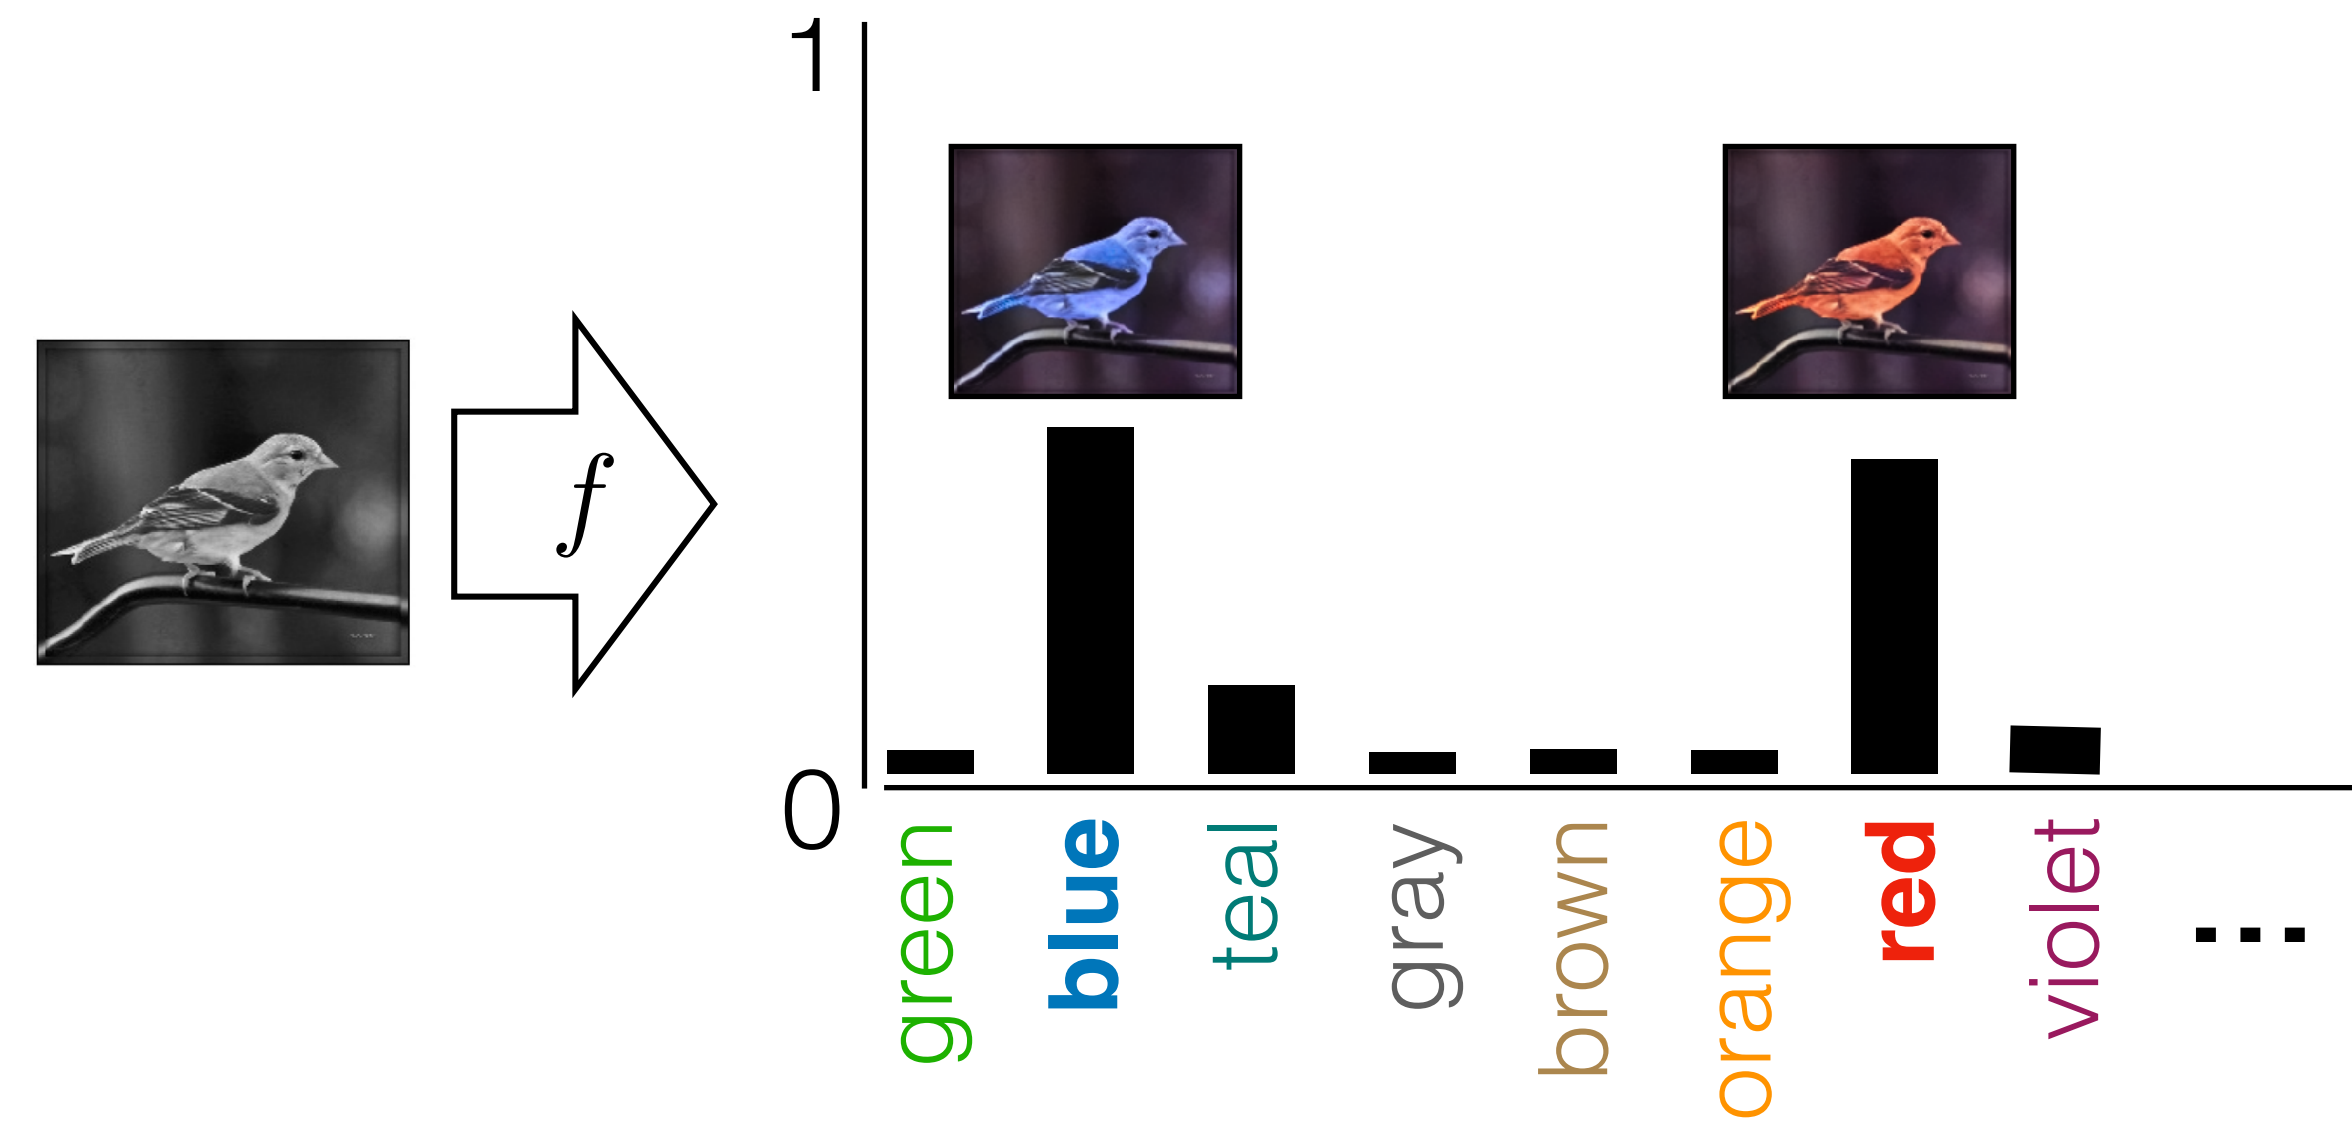 1
f
0
green
blue
teal
gray
brown
orange
red
violet
...